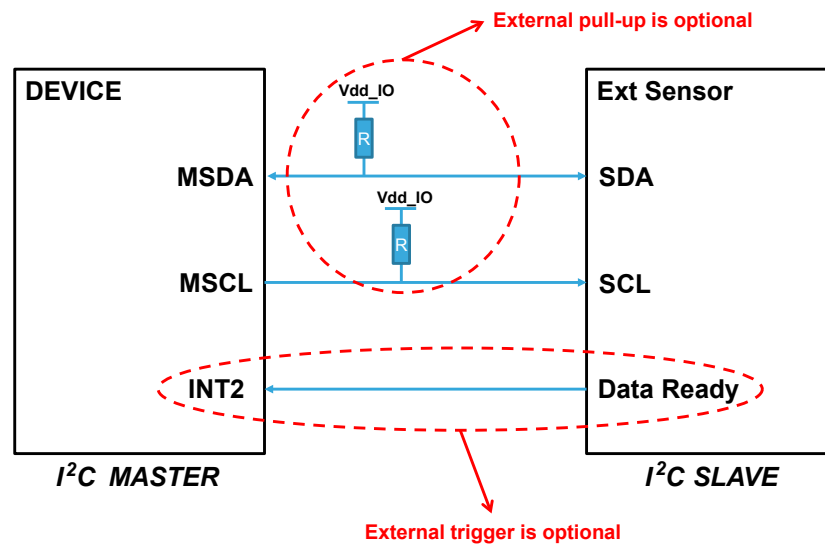 External pull-up is optional
DEVICE
Ext Sensor
Vdd_IO
R
MSDA
SDA
Vdd_IO
R
MSCL
SCL
INT2
Data Ready
I²C MASTER
I²C SLAVE
External trigger is optional